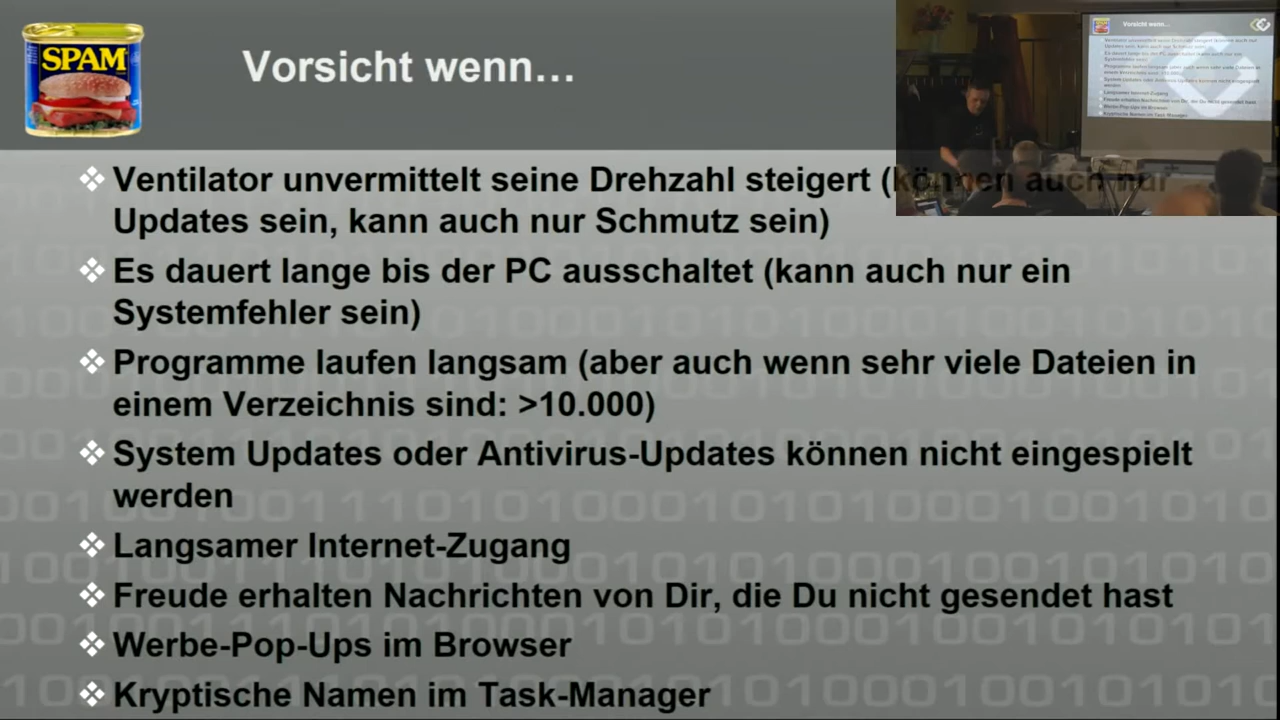 SPAM
Vorsicht wenn...
❖ Ventilator unvermittelt seine Drehzahl steigert (können auch nur
Updates sein, kann auch nur Schmutz sein)
❖ Es dauert lange bis der PC ausschaltet (kann auch nur ein
Systemfehler sein)
❖ Programme laufen langsam (aber auch wenn sehr viele Dateien in
einem Verzeichnis sind: >10.000)
❖ System Updates oder Antivirus-Updates können nicht eingespielt
werden
❖ Langsamer Internet-Zugang
❖ Freude erhalten Nachrichten von Dir, die Du nicht gesendet hast
❖ Werbe-Pop-Ups im Browser
❖ Kryptische Namen im Task-Manager
Vorsicht wenn...